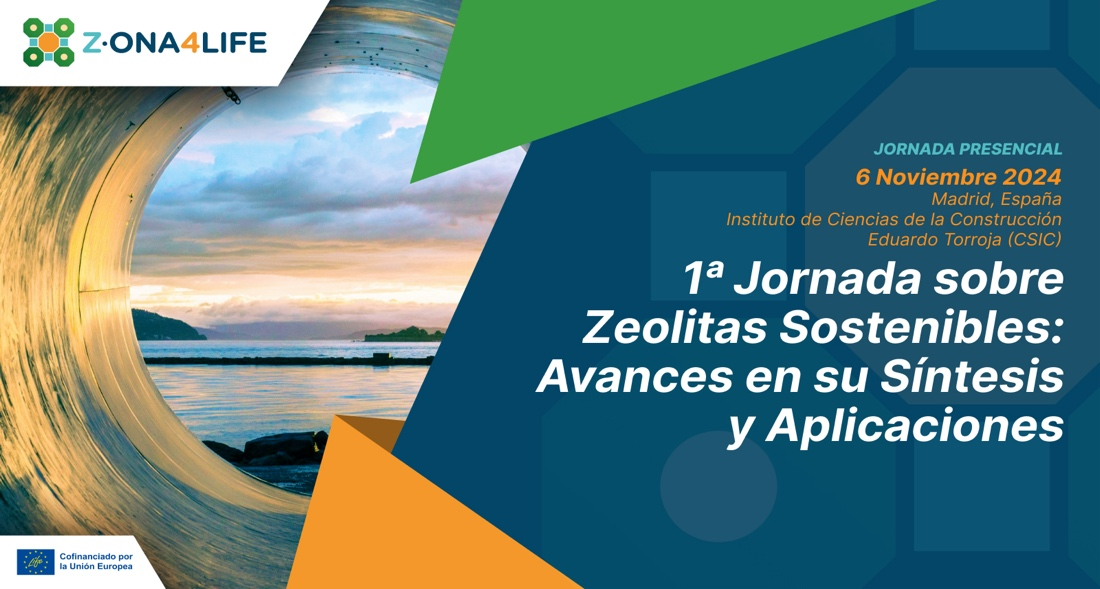 Z·ONA4LIFE
JORNADA PRESENCIAL
6 Noviembre 2024
Madrid, España
Instituto de Ciencias de la Construcción
Eduardo Torroja (CSIC)
1ª Jornada sobre
Zeolitas Sostenibles:
Avances en su Síntesis
y Aplicaciones
Life
Cofinanciado por
la Unión Europea